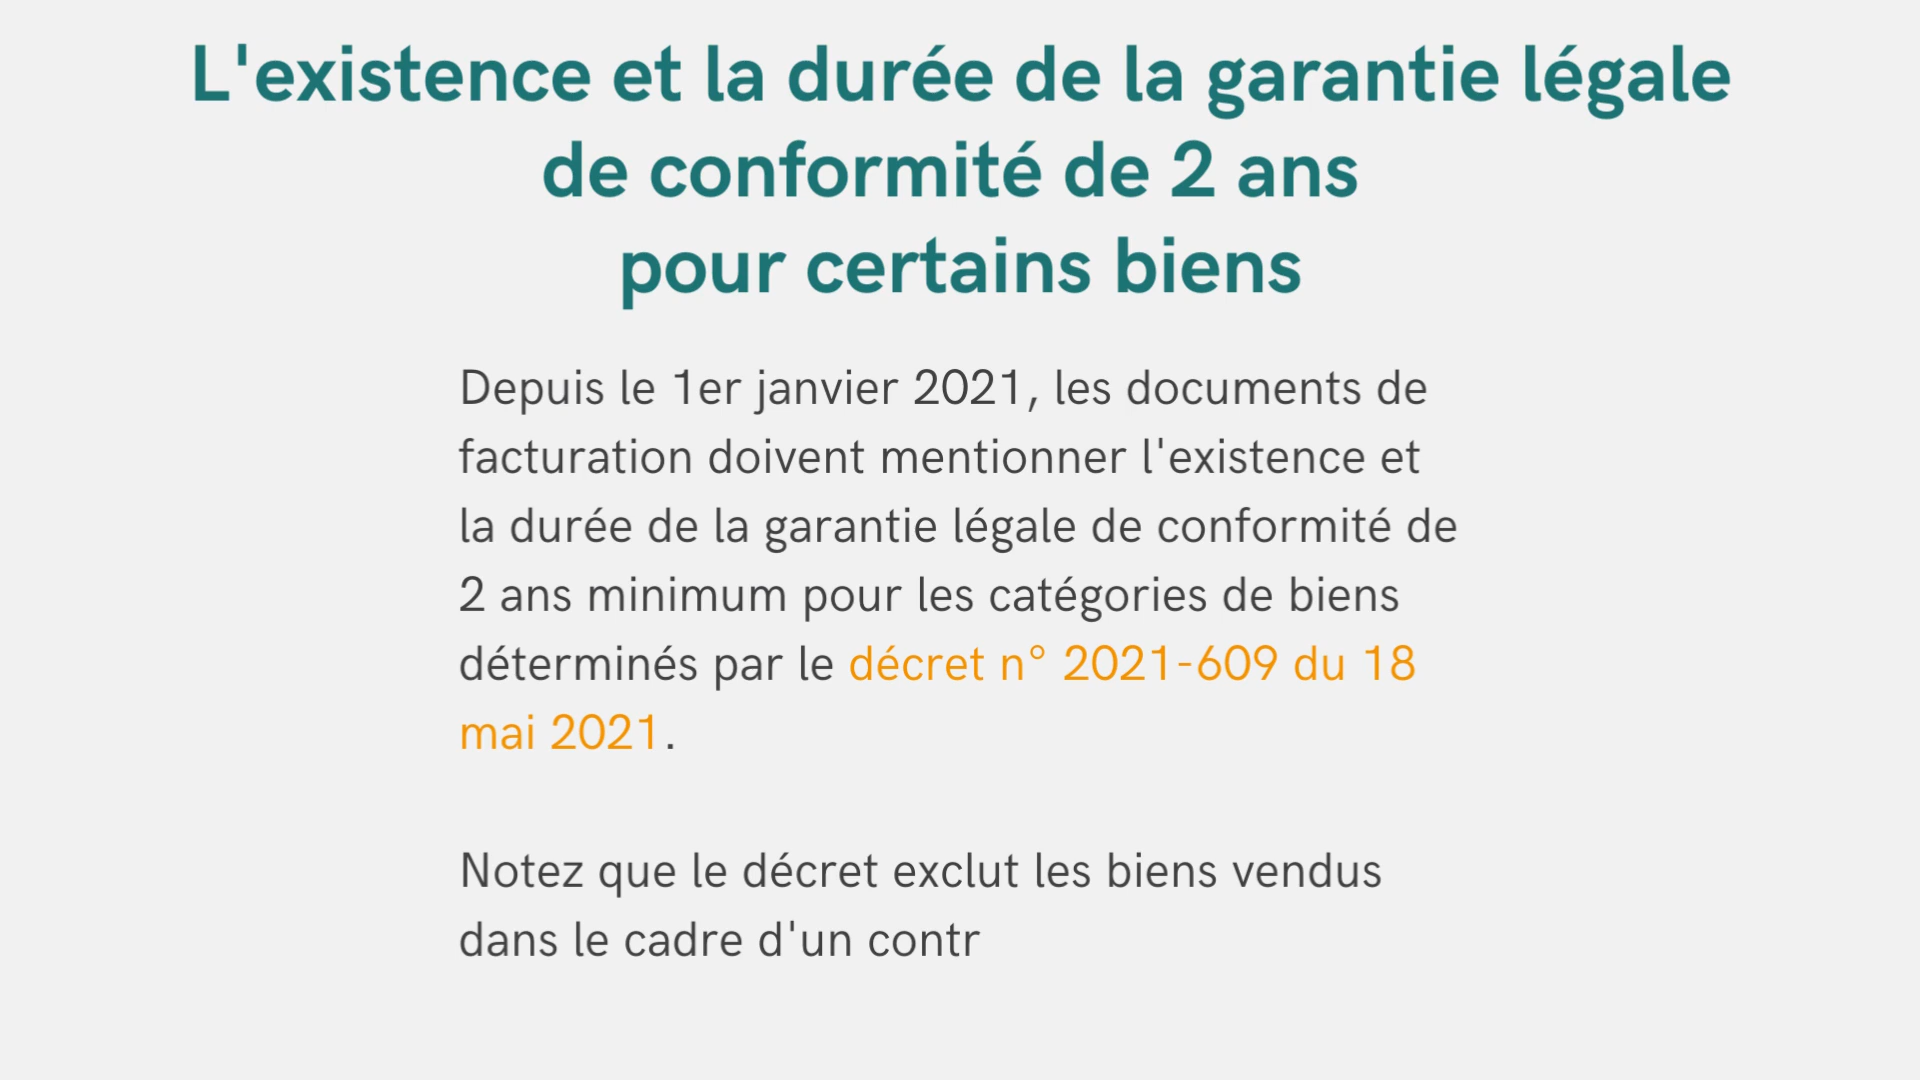 L'existence et la durée de la garantie légale
de conformité de 2 ans
pour certains biens
Depuis le 1er janvier 2021, les documents de
facturation doivent mentionner l'existence et
la durée de la garantie légale de conformité de
2 ans minimum pour les catégories de biens
déterminés par le décret n° 2021-609 du 18
mai 2021.
Notez que le décret exclut les biens vendus
dans le cadre d'un contr